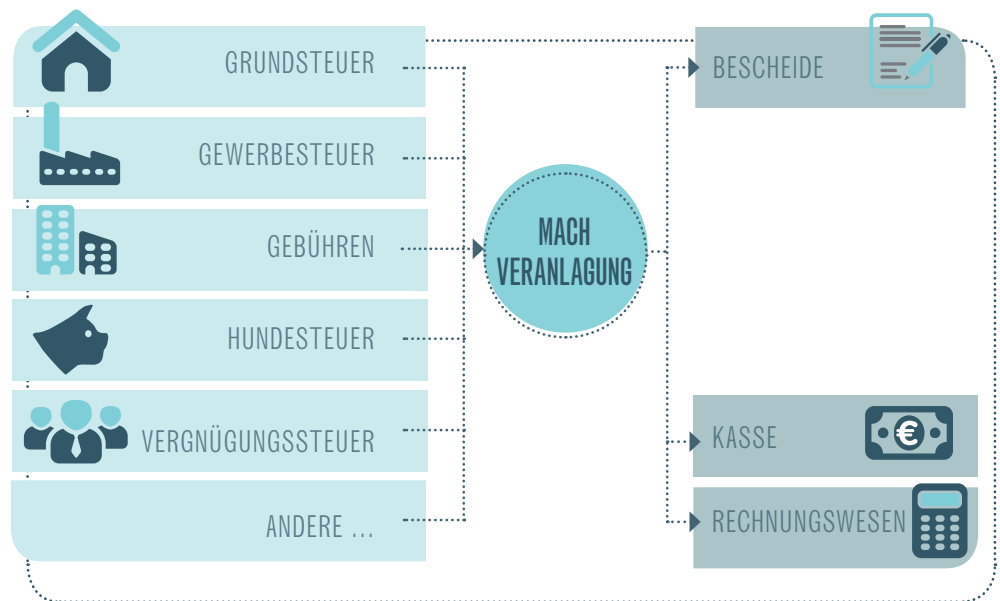 GRUNDSTEUER
GEWERBESTEUER
GEBÜHREN
HUNDESTEUER
VERGNÜGUNGSSTEUER
ANDERE ...
MACH
VERANLAGUNG
BESCHEIDE
€
KASSE
RECHNUNGSWESEN